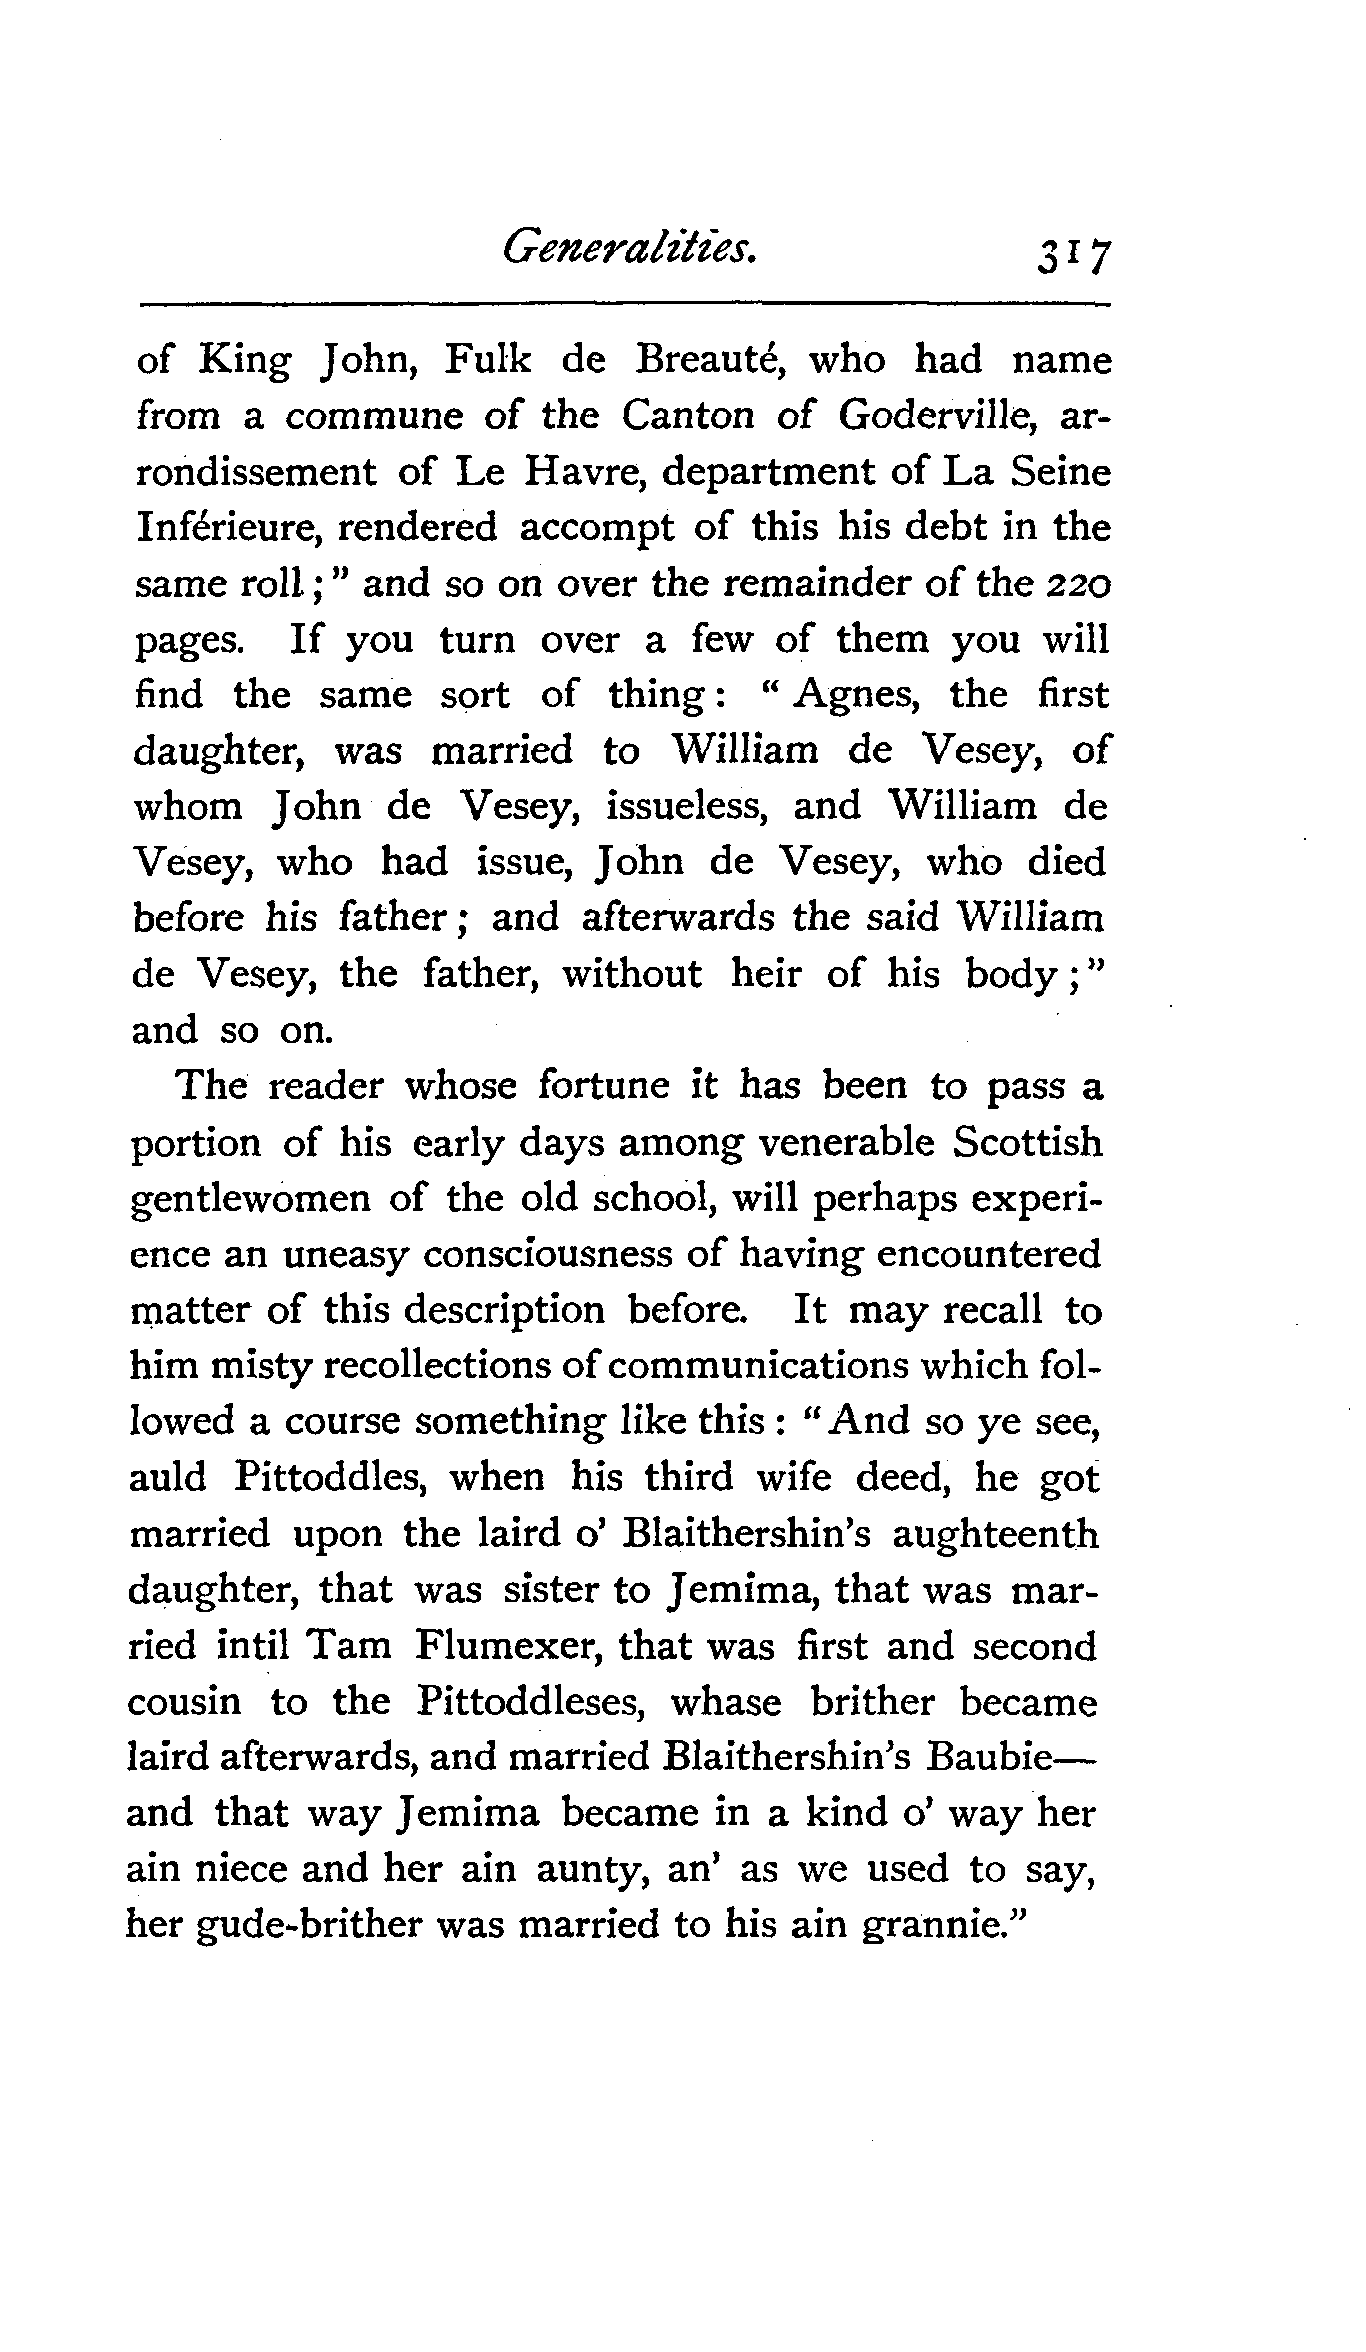 Generalities. 317
of King John, Fulk de Breauté, who had name
from a commune of the Canton of Goderville, ar-
rondissement of Le Havre, department of La Seine
Inférieure, rendered accompt of this his debt in the
same roll ; " and so on over the remainder of the 220
pages. If you turn over a few of them you will
find the same sort of thing : " Agnes, the first
daughter, was married to William de Vesey, of
whom John de Vesey, issueless, and William de
Vesey, who had issue, John de Vesey, who died
before his father ; and afterwards the said William
de Vesey, the father, without heir of his body ; "
and so on.
The reader whose fortune it has been to pass a
portion of his early days among venerable Scottish
gentlewomen of the old school, will perhaps experi-
ence an uneasy consciousness of having encountered
matter of this description before. It may recall to
him misty recollections of communications which fol-
lowed a course something like this : " And so ye see,
auld Pittoddles, when his third wife deed, he got
married upon the laird o' Blaithershin's aughteenth
daughter, that was sister to Jemima, that was mar-
ried intil Tam Flumexer, that was first and second
cousin to the Pittoddleses, whase brither became
laird afterwards, and married Blaithershin's Baubie—
and that way Jemima became in a kind o' way her
ain niece and her ain aunty, an' as we used to say,
her gude-brither was married to his ain grannie."